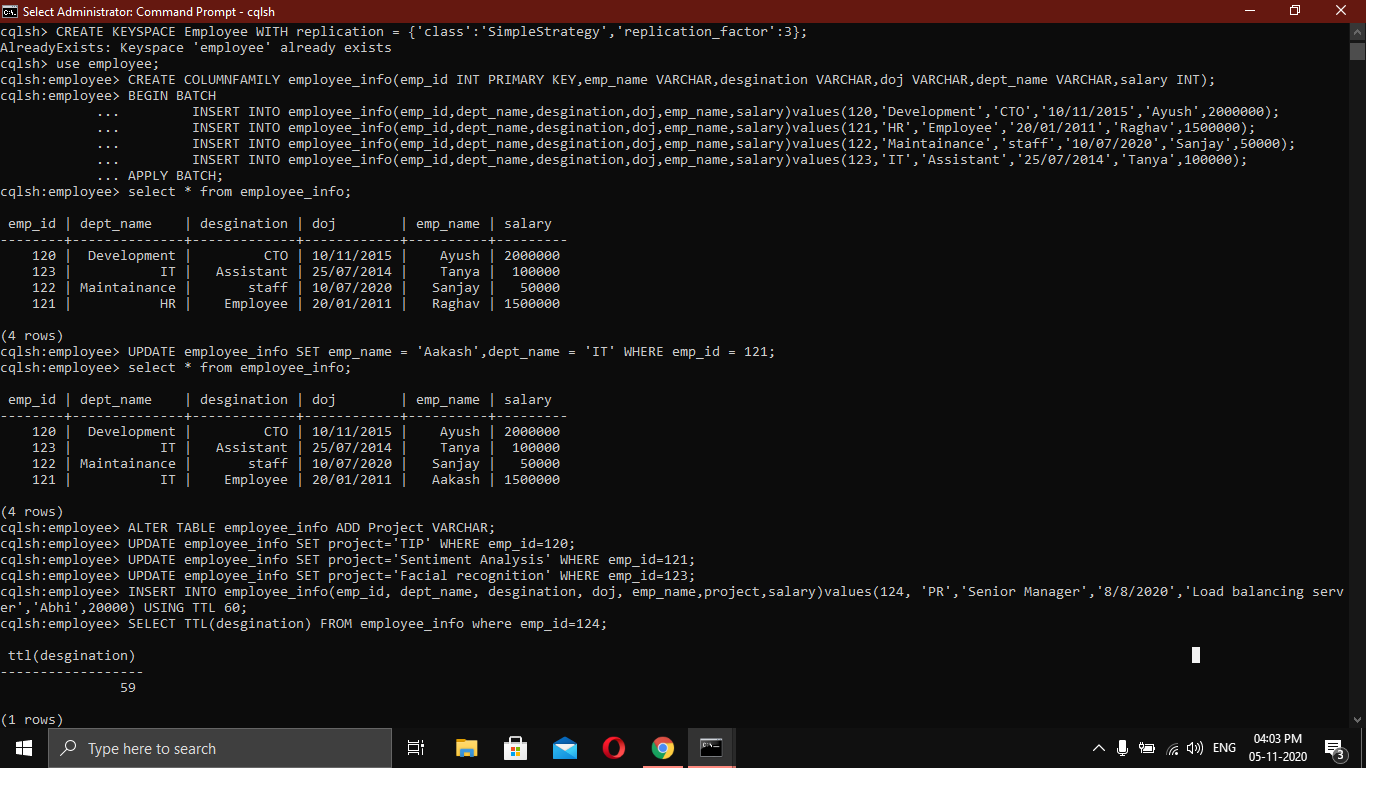 Select Administrator: Command Prompt - cqlsh
cqlsh> CREATE KEYSPACE Employee WITH replication = {'class':'SimpleStrategy','replication_factor':3};
AlreadyExists: Keyspace 'employee' already exists
cqlsh> use employee;
cqlsh:employee> CREATE COLUMNFAMILY employee_info(emp_id INT PRIMARY KEY,emp_name VARCHAR,desgination VARCHAR,doj VARCHAR,dept_name VARCHAR,salary INT);
cqlsh:employee> BEGIN BATCH
            ...         INSERT INTO employee_info(emp_id,dept_name,desgination,doj,emp_name,salary)values(120,'Development','CTO','10/11/2015','Ayush',2000000);
            ...         INSERT INTO employee_info(emp_id,dept_name,desgination,doj,emp_name,salary)values(121,'HR','Employee','20/01/2011','Raghav',1500000);
            ...         INSERT INTO employee_info(emp_id,dept_name,desgination,doj,emp_name,salary)values(122,'Maintainance','staff','10/07/2020','Sanjay',50000);
            ...         INSERT INTO employee_info(emp_id,dept_name,desgination,doj,emp_name,salary)values(123,'IT','Assistant','25/07/2014','Tanya',100000);
            ... APPLY BATCH;
cqlsh:employee> select * from employee_info;
 emp_id | dept_name    | desgination | doj        | emp_name | salary
--------+--------------+-------------+------------+----------+---------
    120 |  Development |         CTO | 10/11/2015 |    Ayush | 2000000
    123 |           IT |   Assistant | 25/07/2014 |    Tanya |  100000
    122 | Maintainance |       staff | 10/07/2020 |   Sanjay |   50000
    121 |           HR |    Employee | 20/01/2011 |   Raghav | 1500000
(4 rows)
cqlsh:employee> UPDATE employee_info SET emp_name = 'Aakash',dept_name = 'IT' WHERE emp_id = 121;
cqlsh:employee> select * from employee_info;
 emp_id | dept_name    | desgination | doj        | emp_name | salary
--------+--------------+-------------+------------+----------+---------
    120 |  Development |         CTO | 10/11/2015 |    Ayush | 2000000
    123 |           IT |   Assistant | 25/07/2014 |    Tanya |  100000
    122 | Maintainance |       staff | 10/07/2020 |   Sanjay |   50000
    121 |           IT |    Employee | 20/01/2011 |   Aakash | 1500000
(4 rows)
cqlsh:employee> ALTER TABLE employee_info ADD Project VARCHAR;
cqlsh:employee> UPDATE employee_info SET project='TIP' WHERE emp_id=120;
cqlsh:employee> UPDATE employee_info SET project='Sentiment Analysis' WHERE emp_id=121;
cqlsh:employee> UPDATE employee_info SET project='Facial recognition' WHERE emp_id=123;
cqlsh:employee> INSERT INTO employee_info(emp_id, dept_name, desgination, doj, emp_name,project,salary)values(124, 'PR','Senior Manager','8/8/2020','Load balancing serv
er','Abhi',20000) USING TTL 60;
cqlsh:employee> SELECT TTL(desgination) FROM employee_info where emp_id=124;
 ttl(desgination)
------------------
               59
(1 rows)
Type here to search
ENG
04:03 PM
05-11-2020
3